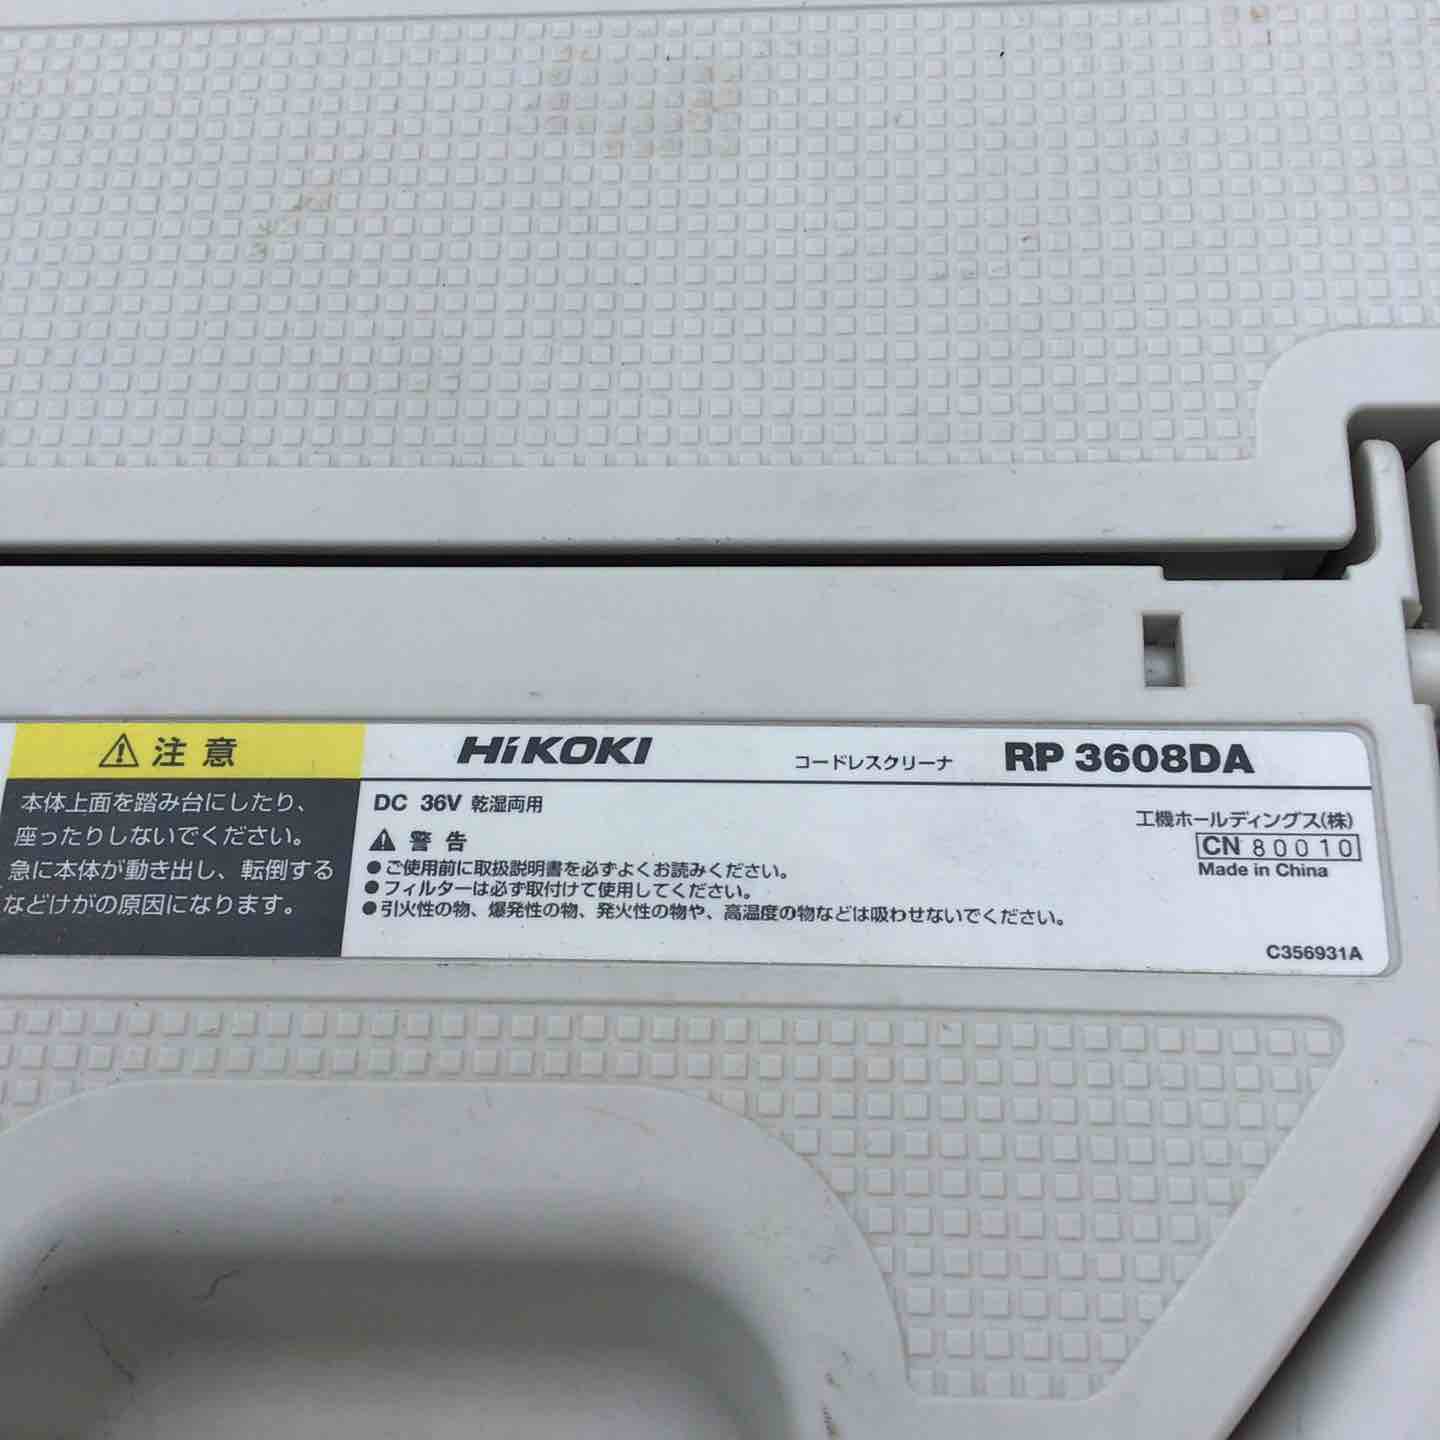 注意
本体上面を踏み台にしたり、
座ったりしないでください。
急に本体が動き出し、転倒する
などけがの原因になります。
HiKOKI コードレスクリーナ RP 3608DA
DC 36V 乾湿両用
警告
●ご使用前に取扱説明書を必ずよくお読みください。
●フィルターは必ず取付けて使用してください。
●引火性の物、爆発性の物、発火性の物や、高温度の物などは吸わせないでください。
工機ホールディングス(株)
CN 80010
Made in China
C356931A